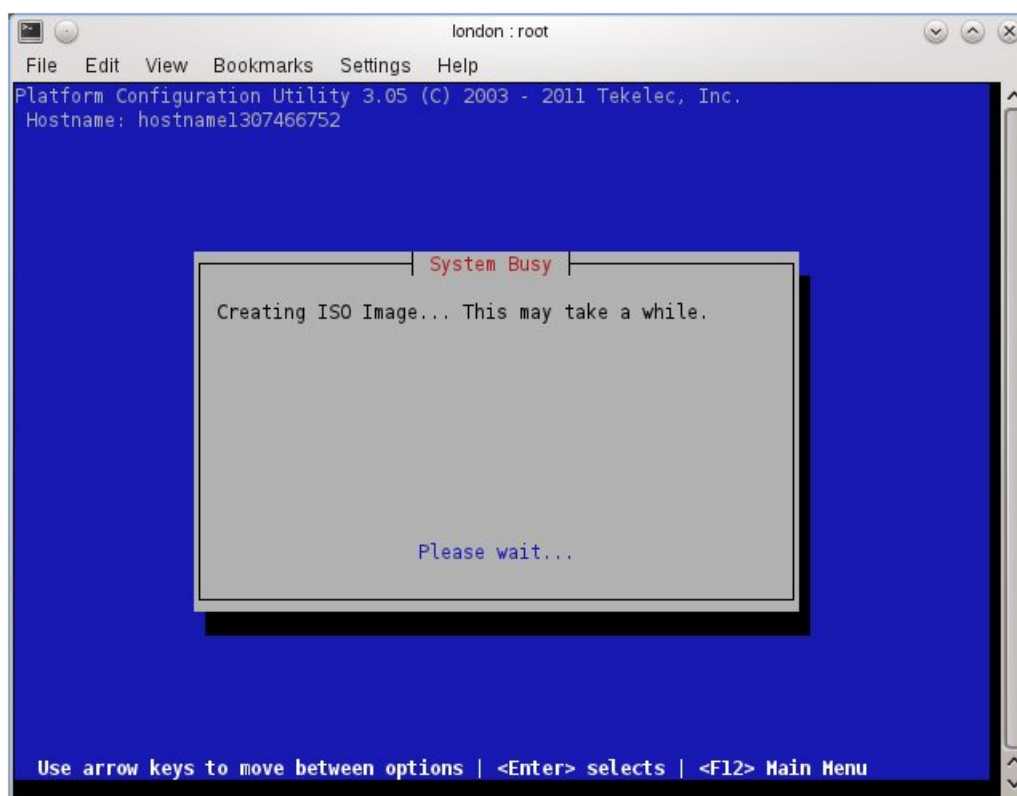 london : root
File Edit View Bookmarks Settings Help
Platform Configuration Utility 3.05 (C) 2003 - 2011 Tekelec, Inc.
Hostname: hostname1307466752
System Busy
Creating ISO Image... This may take a while.
Please wait...
Use arrow keys to move between options | <Enter> selects | <F12> Main Menu